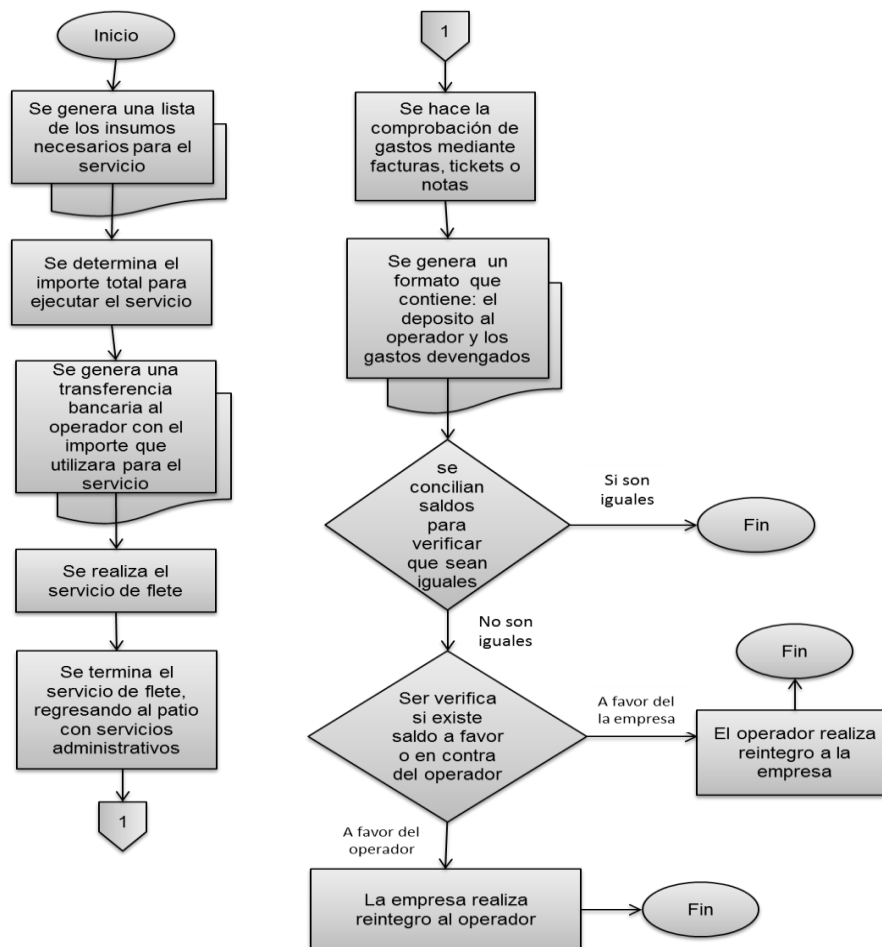 Inicio
Se genera una lista
de los insumos
necesarios para el
servicio
Se determina el
importe total para
ejecutar el servicio
Se genera una
transferencia
bancaria al
operador con el
importe que
utilizara para el
servicio
Se realiza el
servicio de flete
Se termina el
servicio de flete,
regresando al patio
con servicios
administrativos
1
1
Se hace la
comprobación de
gastos mediante
facturas, tickets o
notas
Se genera un
formato que
contiene: el
deposito al
operador y los
gastos devengados
se
concilian
saldos
para
verificar
que sean
iguales
Si son
iguales
Fin
No son
iguales
Ser verifica
si existe
saldo a favor
o en contra
del operador
A favor del
la empresa
El operador realiza
reintegro a la
empresa
Fin
A favor del
operador
La empresa realiza
reintegro al operador
Fin